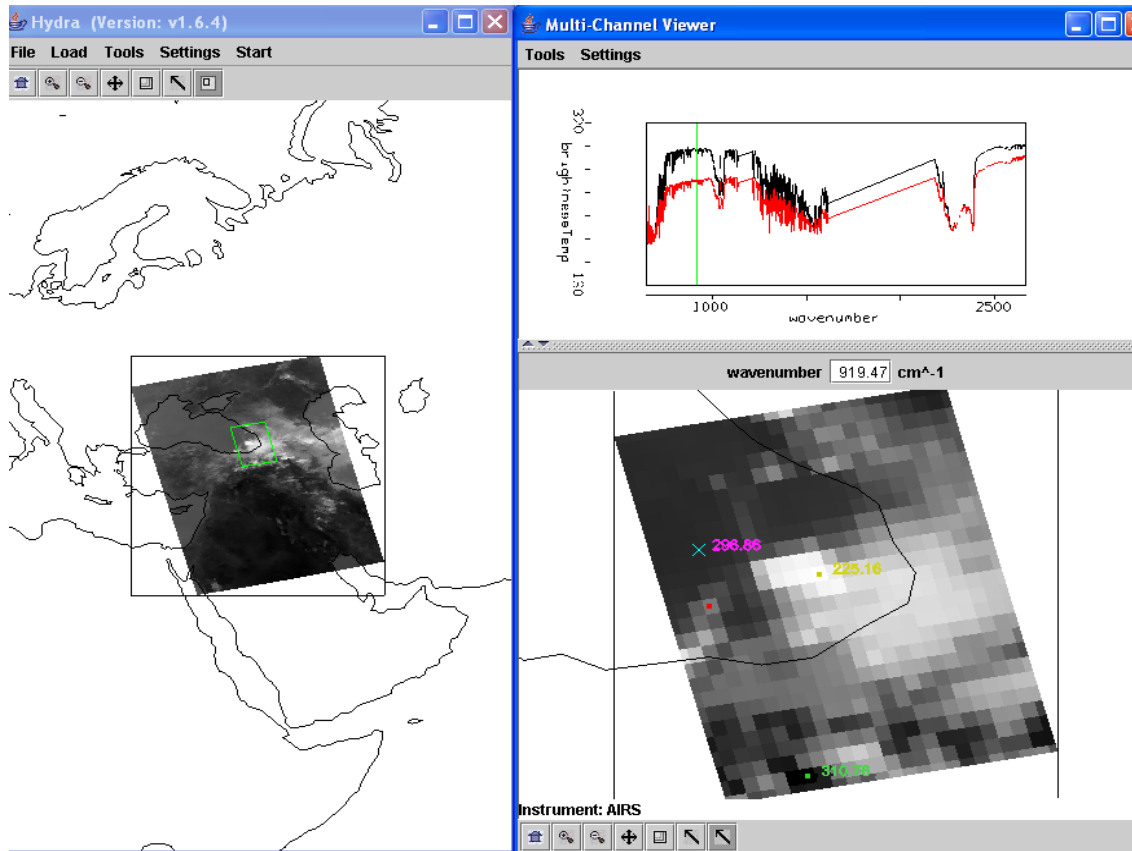 Hydra (Version: v1.6.4)
File Load Tools Settings Start
Multi-Channel Viewer
Tools Settings
320
brightnessTemp
180
1000
2500
wavenumber
wavenumber 919.47 cm^-1
296.86
225.16
310.78
Instrument: AIRS